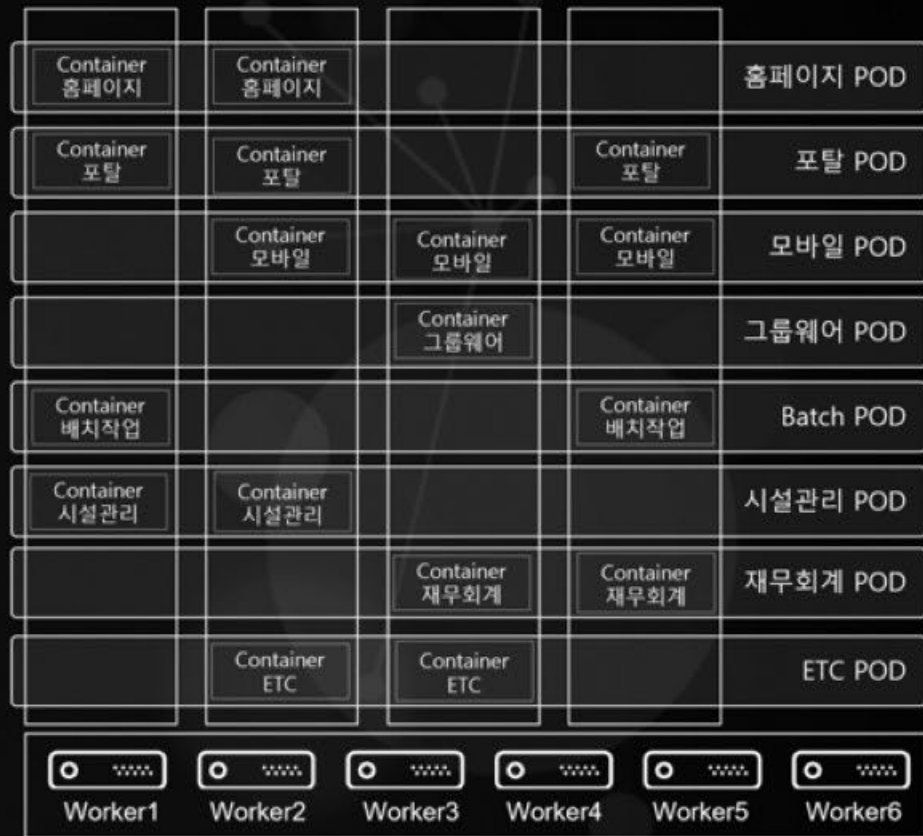 Container
홈페이지
Container
홈페이지
홈페이지 POD
Container
포탈
Container
포탈
Container
포탈
포탈 POD
Container
모바일
Container
모바일
Container
모바일
모바일 POD
Container
그룹웨어
그룹웨어 POD
Container
배치작업
Container
배치작업
Batch POD
Container
시설관리
Container
시설관리
시설관리 POD
Container
재무회계
Container
재무회계
재무회계 POD
Container
ETC
Container
ETC
ETC POD
Worker1
Worker2
Worker3
Worker4
Worker5
Worker6